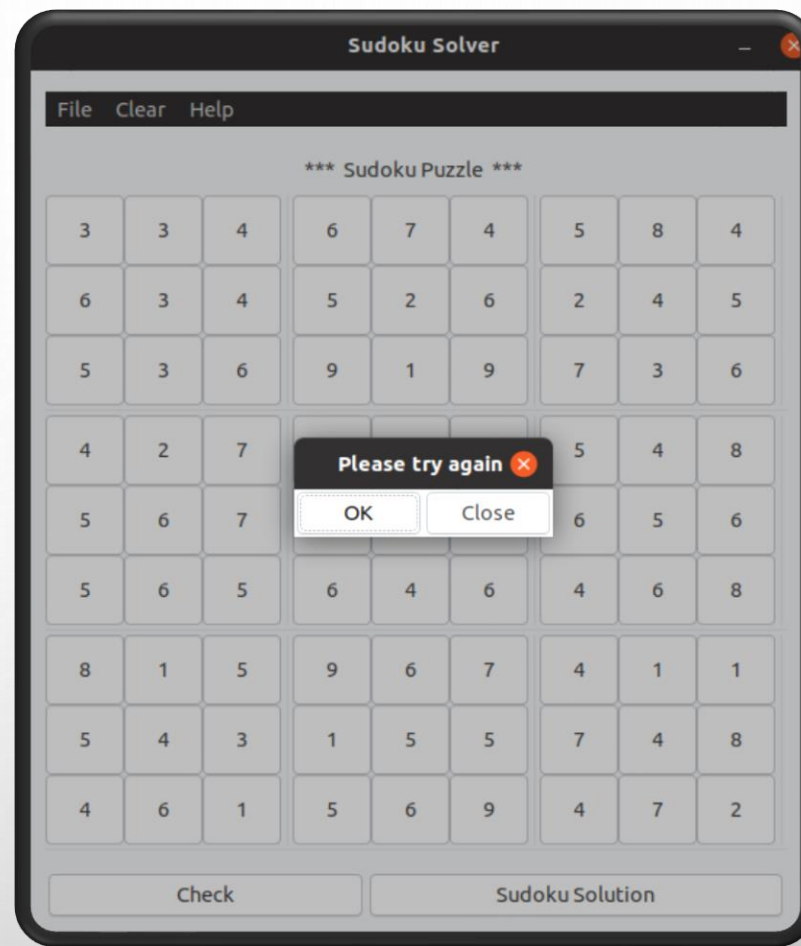 Sudoku Solver
File Clear Help
*** Sudoku Puzzle ***
3 3 4 6 7 4 5 8 4
6 3 4 5 2 6 2 4 5
5 3 6 9 1 9 7 3 6
4 2 7 5 4 8
Please try again
5 6 7 OK Close 6 5 6
5 6 5 6 4 6 4 6 8
8 1 5 9 6 7 4 1 1
5 4 3 1 5 5 7 4 8
4 6 1 5 6 9 4 7 2
Check Sudoku Solution